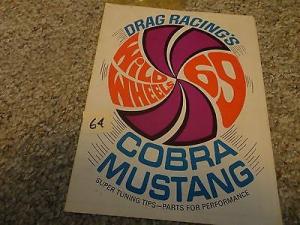 DRAG RACING'S
WILD
WHEELS
69
64
COBRA
MUSTANG
SUPER TUNING TIPS—PARTS FOR PERFORMANCE